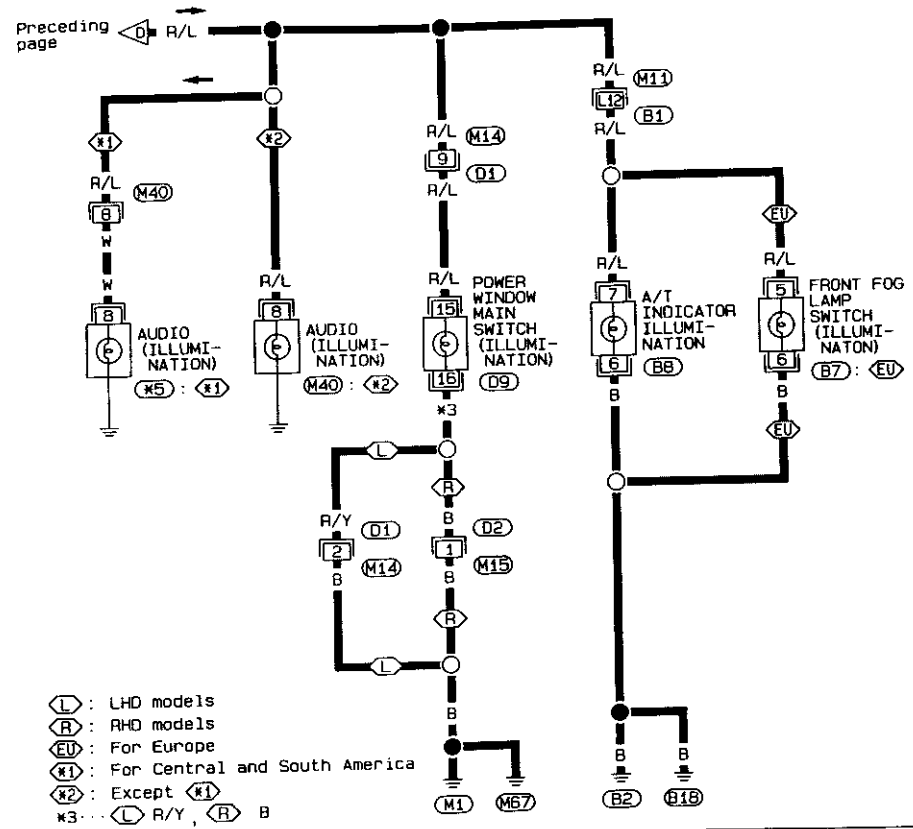 Preceding
page
D R/L
R/L M11
L12 B1
R/L
*1
*2
R/L M14
9 D1
R/L
R/L M40
8
W
W
EU
R/L
R/L
R/L
R/L
8
AUDIO
(ILLUMI-
NATION)
*5 : *1
8
AUDIO
(ILLUMI-
NATION)
M40 : *2
15
POWER
WINDOW
MAIN
SWITCH
(ILLUMI-
NATION)
16 D9
7
A/T
INDICATOR
ILLUMI-
NATION
6 B8
5
FRONT FOG
LAMP
SWITCH
(ILLUMI-
NATON)
6 B7 : EU
*3
B
B
EU
L
R
R/Y D1
2 M14
B
B D2
1 M15
B
R
L
B
M1 M67
B B
B2 B18
L : LHD models
R : RHD models
EU : For Europe
*1 : For Central and South America
*2 : Except *1
*3 ··· L R/Y , R B